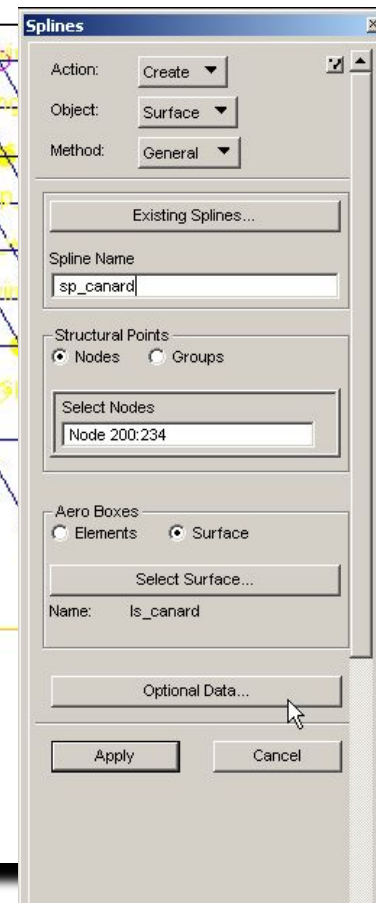 Splines
Action: Create
Object: Surface
Method: General
Existing Splines...
Spline Name
sp_canard
Structural Points
Nodes Groups
Select Nodes
Node 200:234
Aero Boxes
Elements Surface
Select Surface...
Name: ls_canard
Optional Data...
Apply Cancel